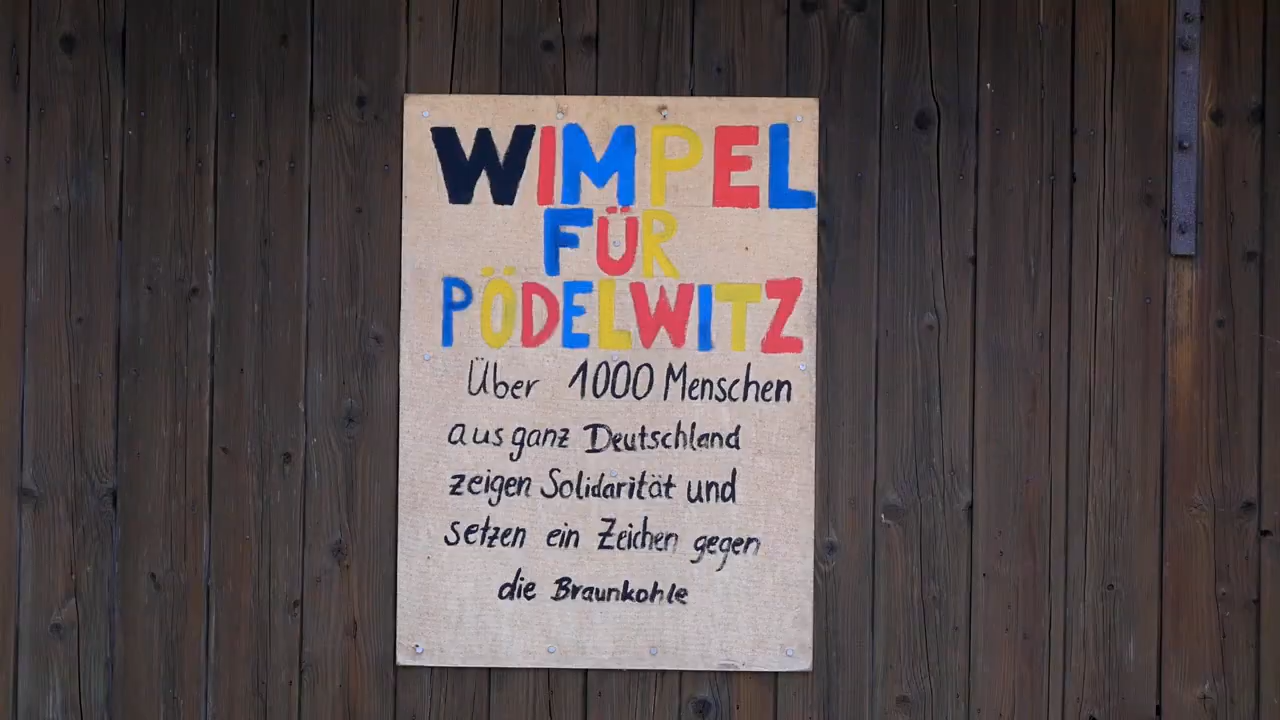 WIMPEL
FÜR
PÖDELWITZ
Über 1000 Menschen
aus ganz Deutschland
zeigen Solidarität und
setzen ein Zeichen gegen
die Braunkohle